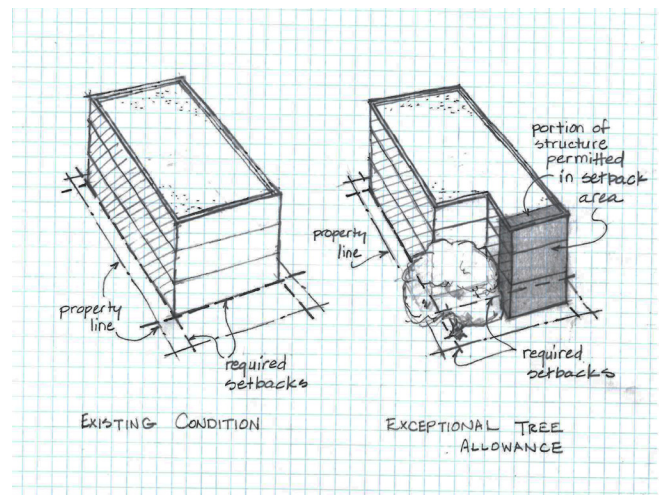 property
line
required
setbacks
EXISTING CONDITION
portion of
structure
permitted
in setback
area
property
line
required
setbacks
EXCEPTIONAL TREE
ALLOWANCE